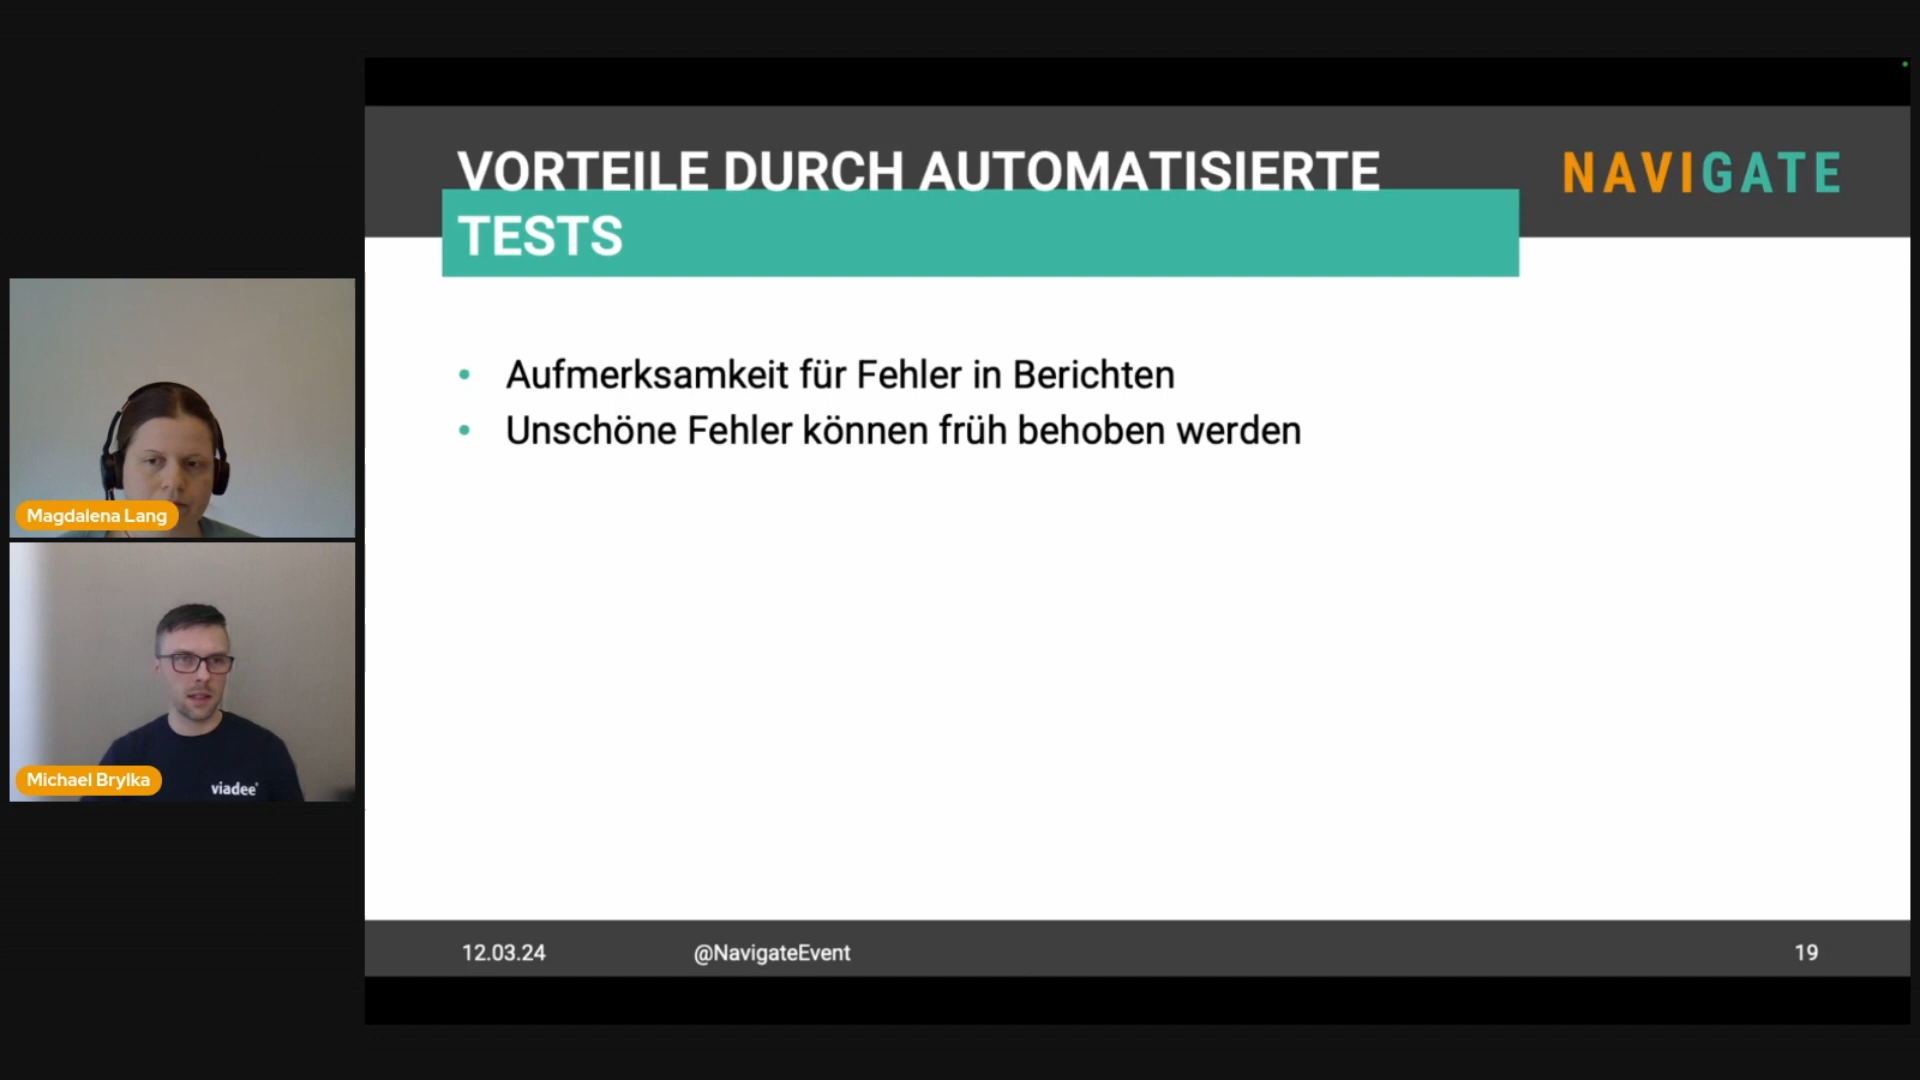 VORTEILE DURCH AUTOMATISIERTE
TESTS
NAVIGATE
• Aufmerksamkeit für Fehler in Berichten
• Unschöne Fehler können früh behoben werden
Magdalena Lang
Michael Brylka
viadee
12.03.24
@NavigateEvent
19